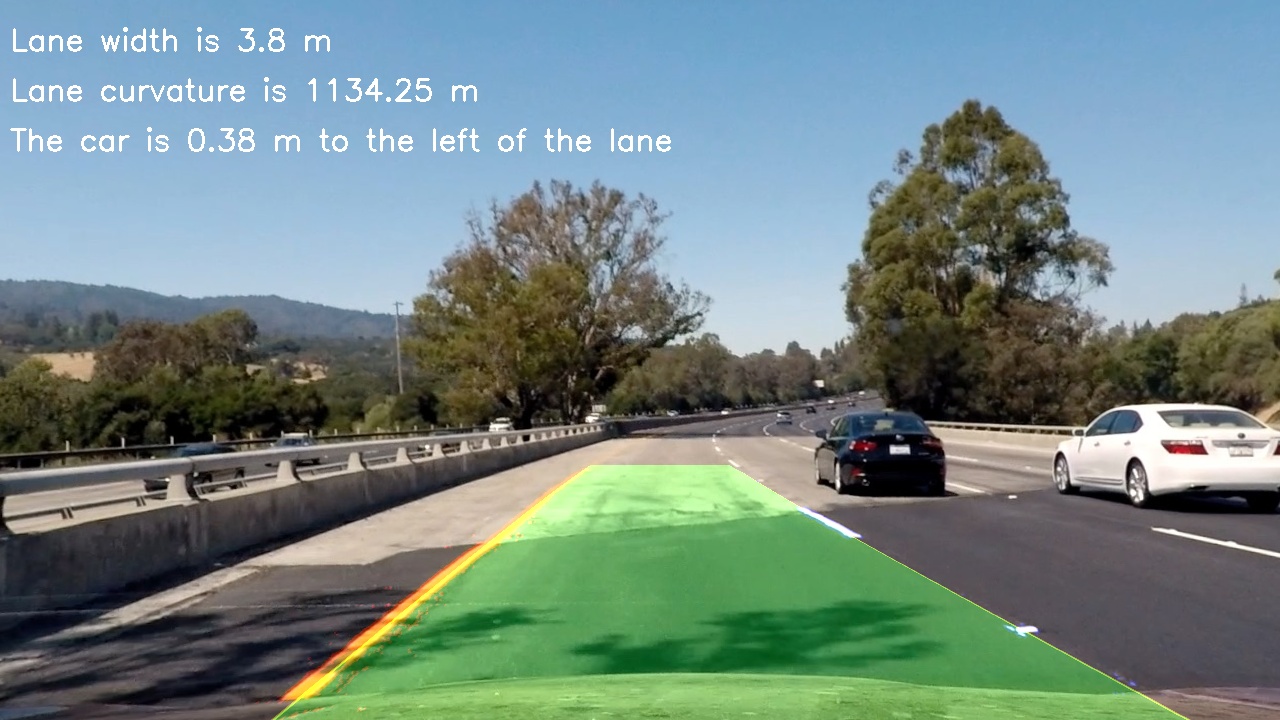 Lane width is 3.8 m
Lane curvature is 1134.25 m
The car is 0.38 m to the left of the lane